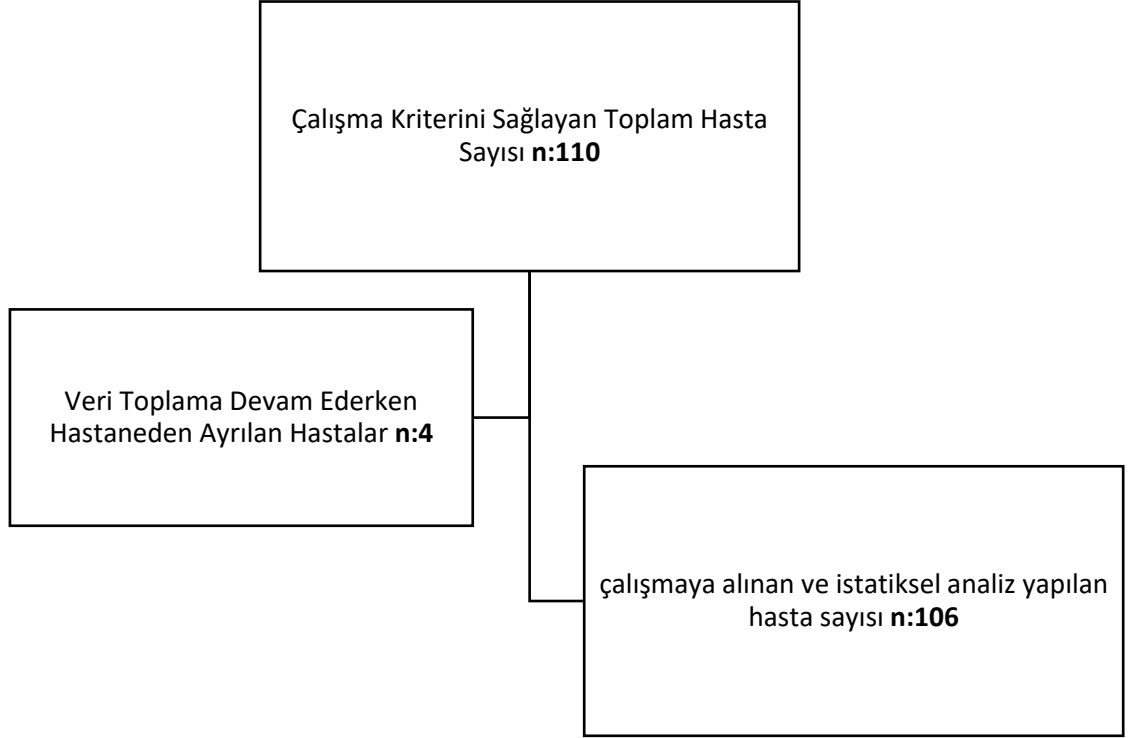 Çalışma Kriterini Sağlayan Toplam Hasta
Sayısı n:110
Veri Toplama Devam Ederken
Hastaneden Ayrılan Hastalar n:4
çalışmaya alınan ve istatiksel analiz yapılan
hasta sayısı n:106